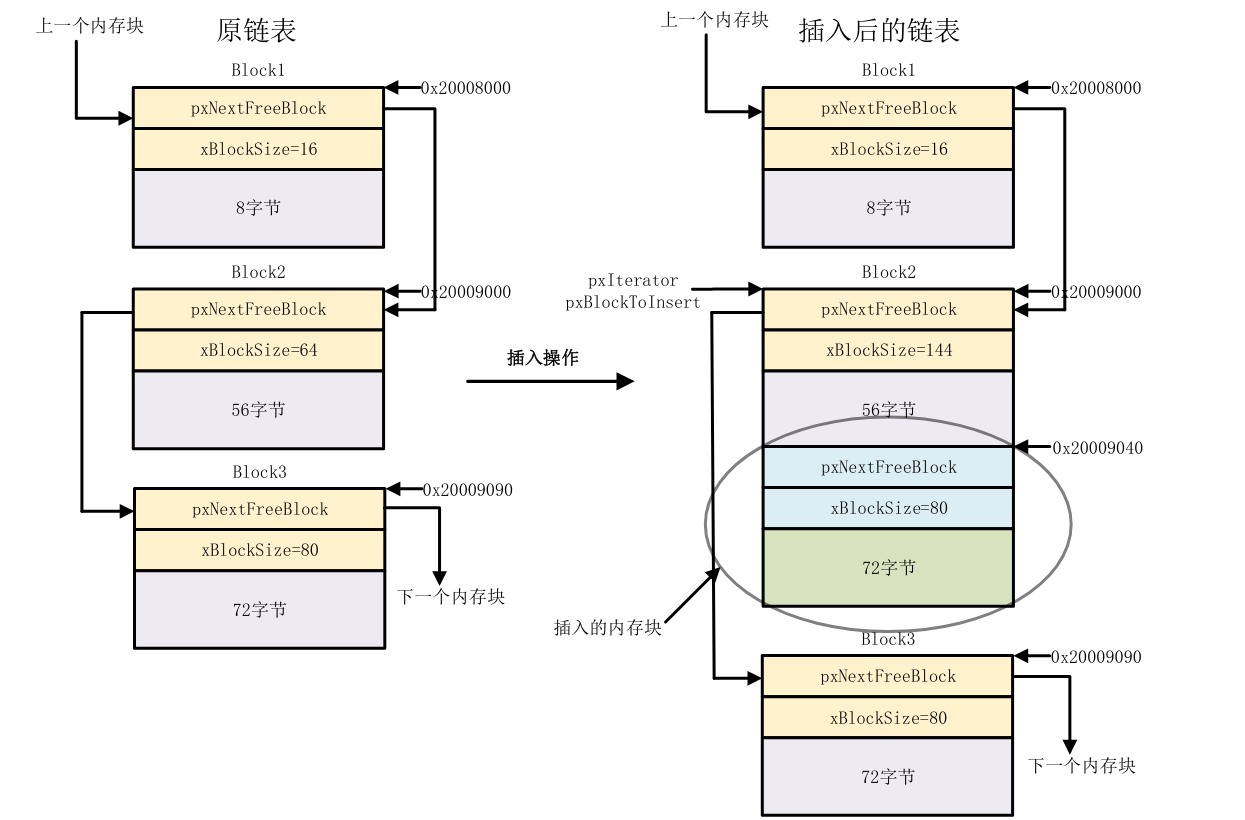 上一个内存块
原链表
Block1
0x20008000
pxNextFreeBlock
xBlockSize=16
8字节
Block2
0x20009000
pxNextFreeBlock
xBlockSize=64
56字节
Block3
0x20009090
pxNextFreeBlock
xBlockSize=80
72字节
下一个内存块
插入操作
上一个内存块
插入后的链表
Block1
0x20008000
pxNextFreeBlock
xBlockSize=16
8字节
pxIterator
pxBlockToInsert
Block2
0x20009000
pxNextFreeBlock
xBlockSize=144
56字节
0x20009040
pxNextFreeBlock
xBlockSize=80
72字节
插入的内存块
Block3
0x20009090
pxNextFreeBlock
xBlockSize=80
72字节
下一个内存块